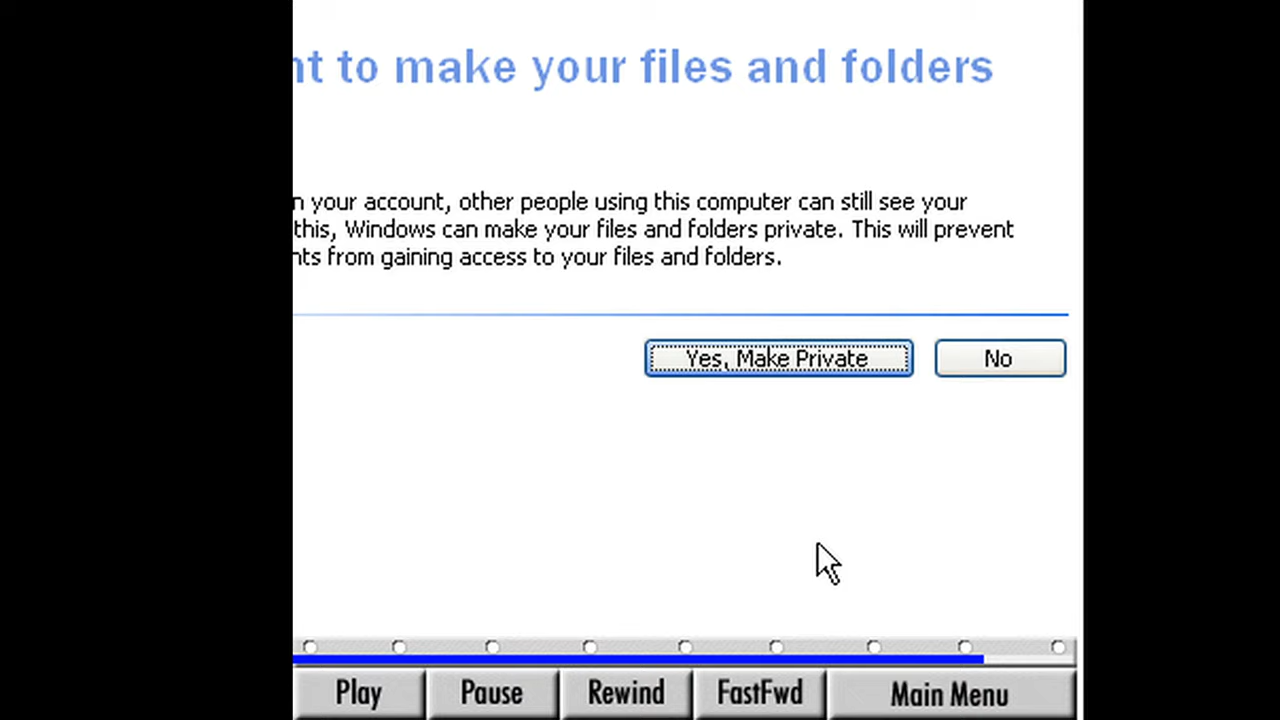 nt to make your files and folders
n your account, other people using this computer can still see your
this, Windows can make your files and folders private. This will prevent
nts from gaining access to your files and folders.
Yes, Make Private No
Play Pause Rewind FastFwd Main Menu